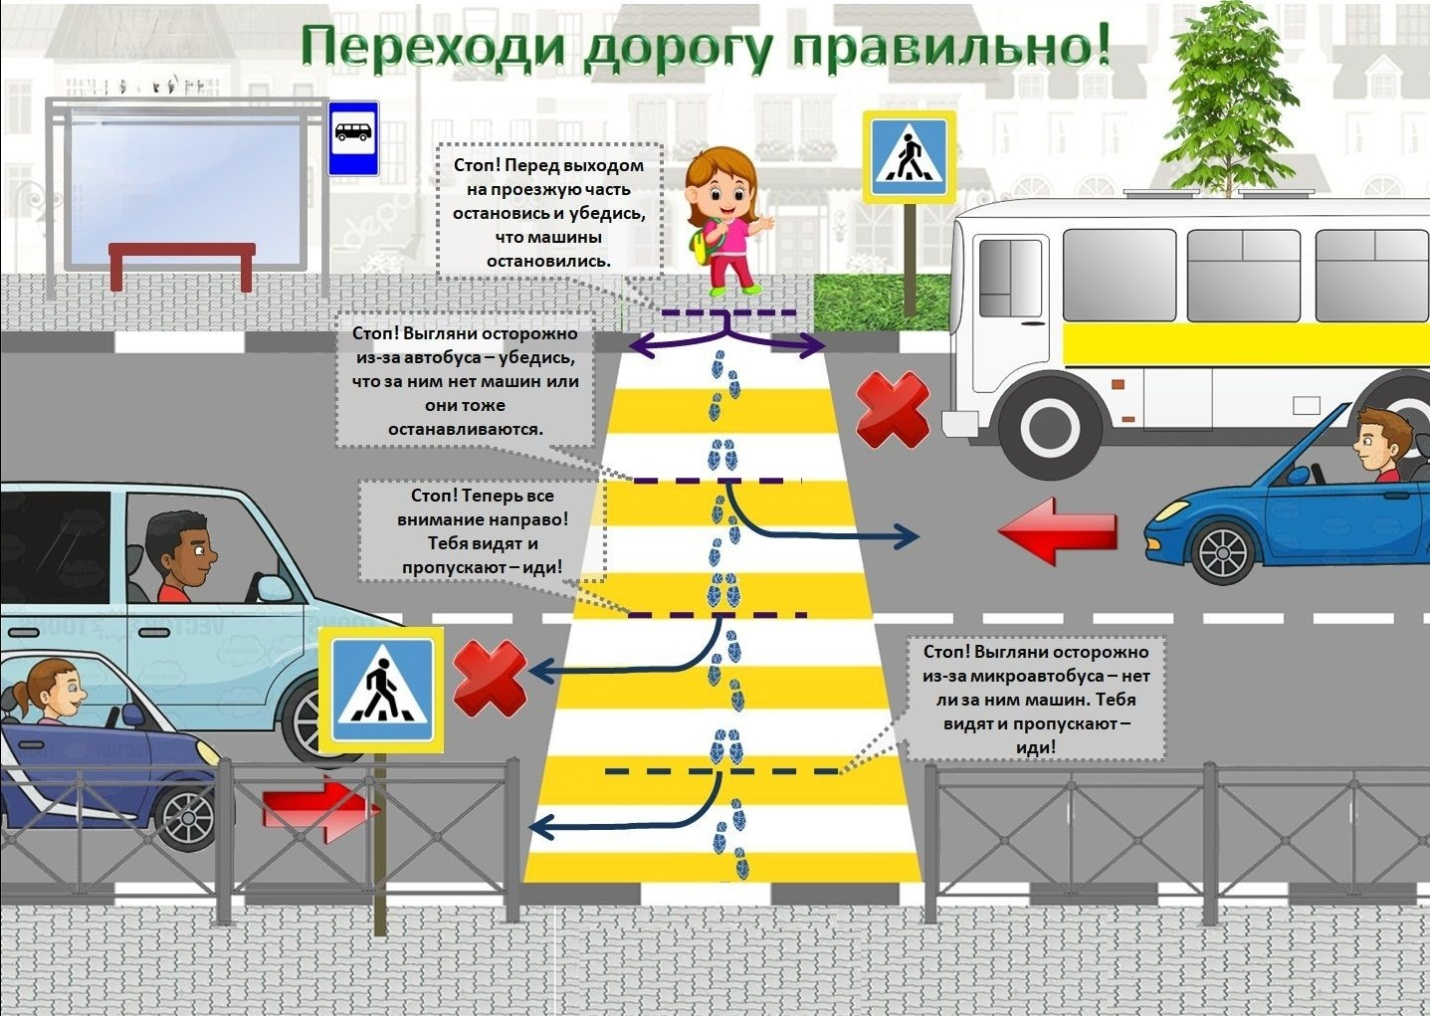 Переходи дорогу правильно!
Стоп! Перед выходом
на проезжую часть
остановись и убедись,
что машины
остановились.
Стоп! Выгляни осторожно
из-за автобуса – убедись,
что за ним нет машин или
они тоже
останавливаются.
Стоп! Теперь все
внимание направо!
Тебя видят и
пропускают – иди!
Стоп! Выгляни осторожно
из-за микроавтобуса – нет
ли за ним машин. Тебя
видят и пропускают –
иди!